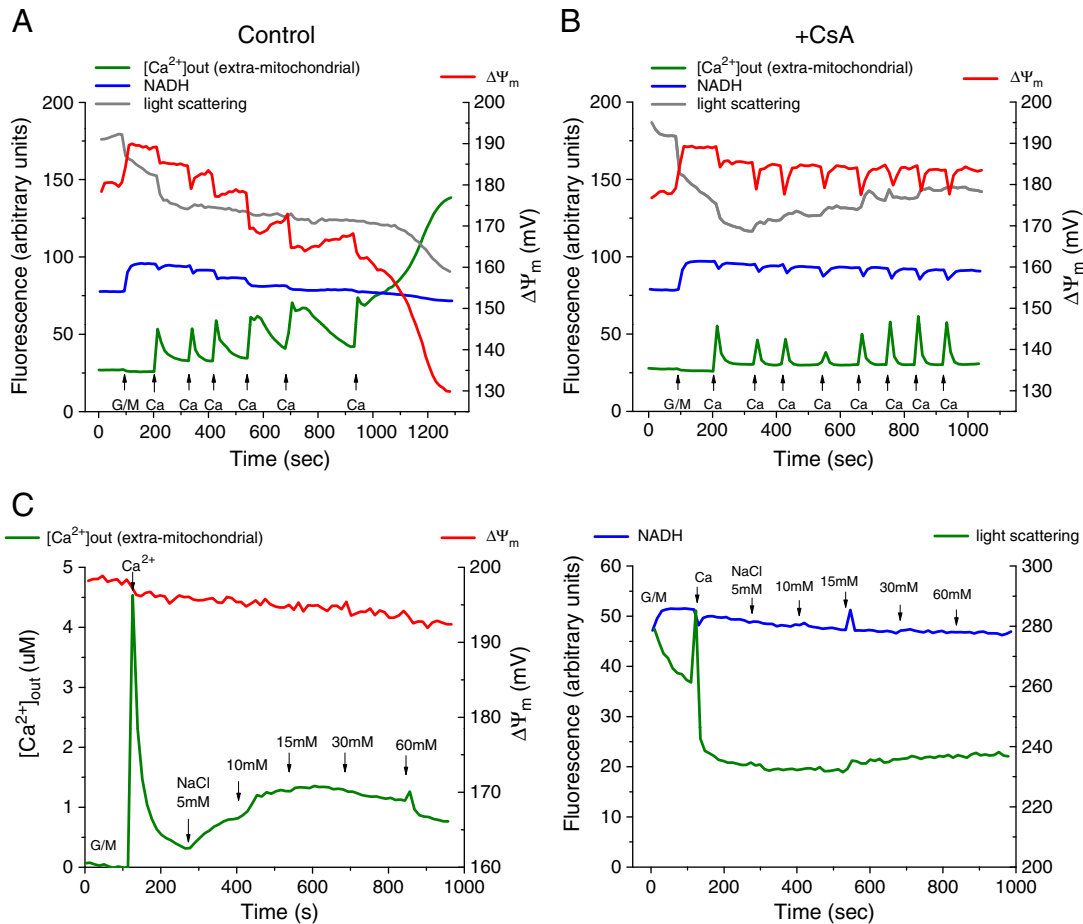 A
Control
[Ca²⁺]out (extra-mitochondrial)
NADH
light scattering
ΔΨm
200
150
100
50
0
Fluorescence (arbitrary units)
200
190
180
170
160
150
140
130
ΔΨm (mV)
G/M Ca Ca Ca Ca Ca Ca
0 200 400 600 800 1000 1200
Time (sec)
B
+CsA
[Ca²⁺]out (extra-mitochondrial)
NADH
light scattering
ΔΨm
200
150
100
50
0
Fluorescence (arbitrary units)
200
190
180
170
160
150
140
130
ΔΨm (mV)
G/M Ca Ca Ca Ca Ca Ca Ca Ca
0 200 400 600 800 1000
Time (sec)
C
[Ca²⁺]out (extra-mitochondrial)
ΔΨm
5
4
3
2
1
0
[Ca²⁺]out (uM)
200
190
180
170
160
ΔΨm (mV)
Ca²⁺
G/M
NaCl
5mM
10mM
15mM
30mM
60mM
0 200 400 600 800 1000
Time (s)
NADH
light scattering
60
50
40
30
20
10
0
Fluorescence (arbitrary units)
300
280
260
240
220
200
G/M
Ca
NaCl
5mM
10mM
15mM
30mM
60mM
0 200 400 600 800 1000
Time (sec)